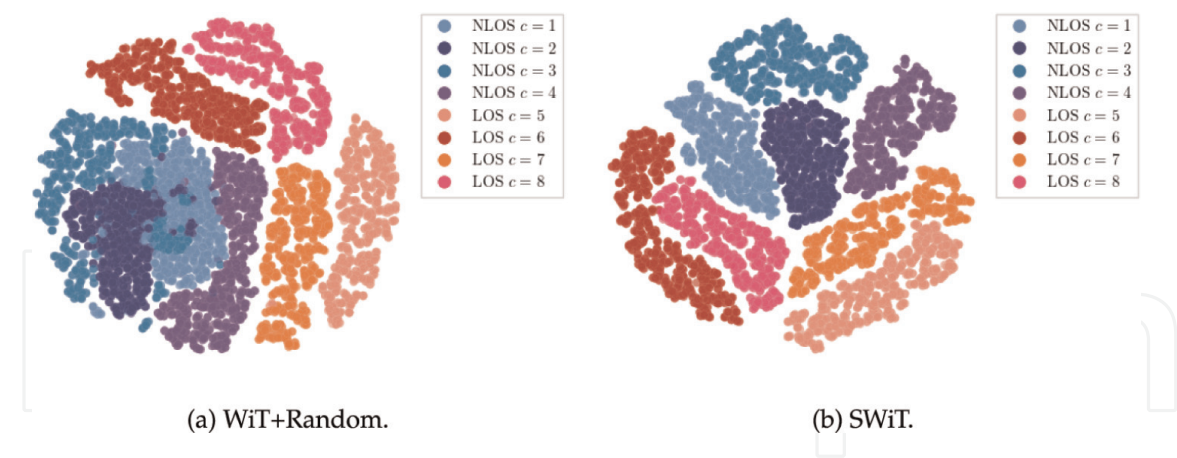 NLOS c = 1
NLOS c = 2
NLOS c = 3
NLOS c = 4
LOS c = 5
LOS c = 6
LOS c = 7
LOS c = 8
NLOS c = 1
NLOS c = 2
NLOS c = 3
NLOS c = 4
LOS c = 5
LOS c = 6
LOS c = 7
LOS c = 8
(a) WiT+Random.
(b) SWiT.